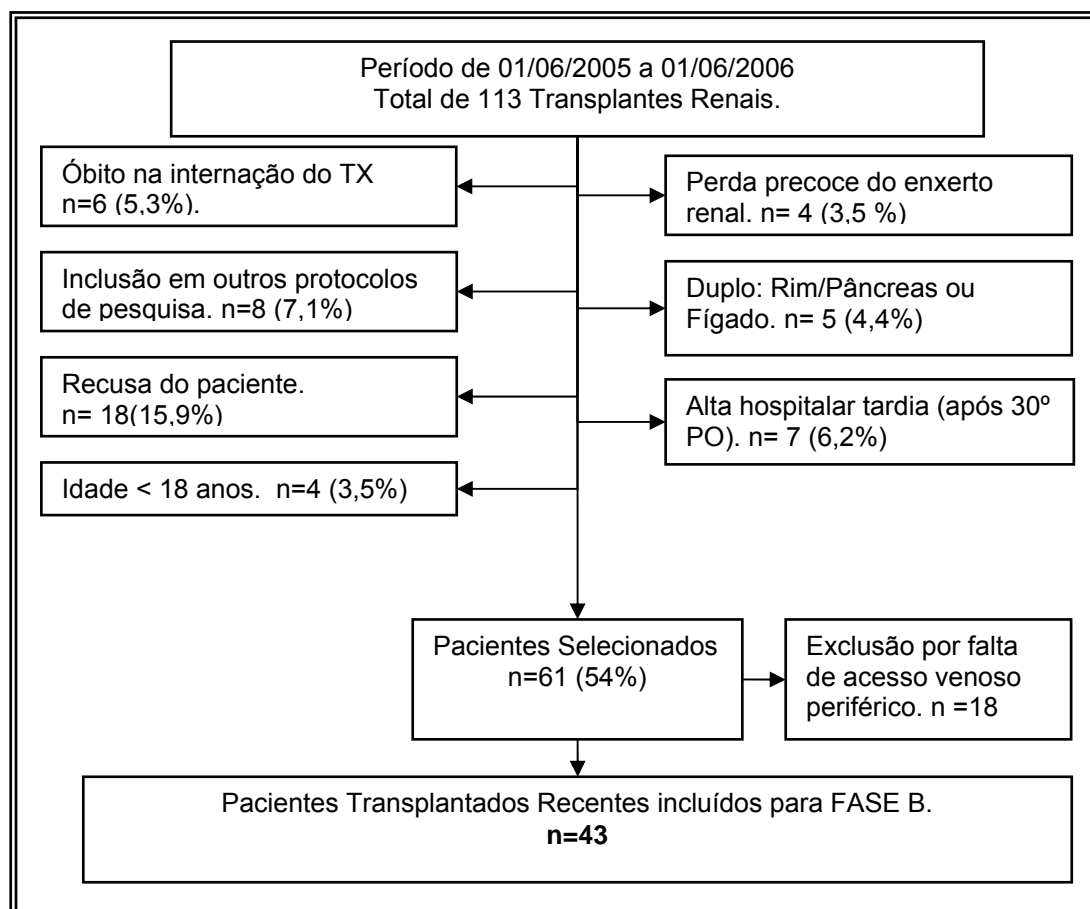 Período de 01/06/2005 a 01/06/2006
Total de 113 Transplantes Renais.
Óbito na internação do TX
n=6 (5,3%).
Perda precoce do enxerto
renal. n= 4 (3,5 %)
Inclusão em outros protocolos
de pesquisa. n=8 (7,1%)
Duplo: Rim/Pâncreas ou
Fígado. n= 5 (4,4%)
Recusa do paciente.
n= 18(15,9%)
Alta hospitalar tardia (após 30º
PO). n= 7 (6,2%)
Idade < 18 anos.  n=4 (3,5%)
Pacientes Selecionados
n=61 (54%)
Exclusão por falta
de acesso venoso
periférico. n =18
Pacientes Transplantados Recentes incluídos para FASE B.
n=43